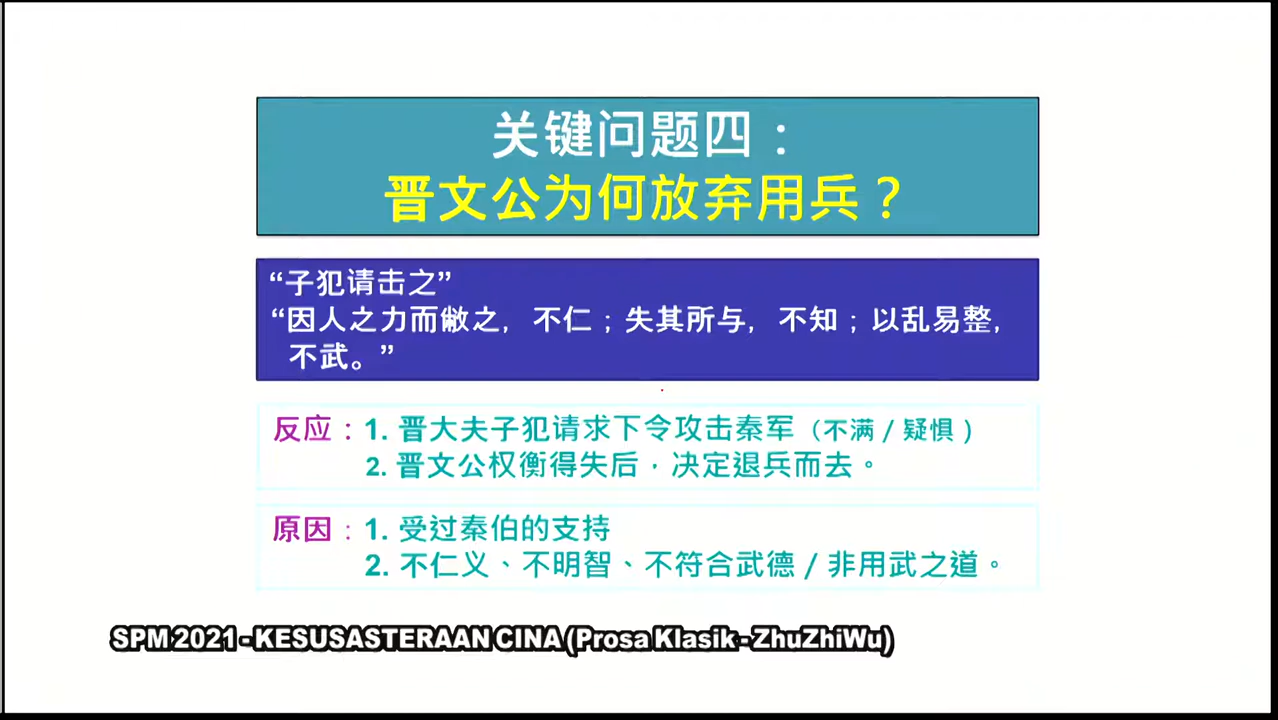 关键问题四：
晋文公为何放弃用兵？
“子犯请击之”
“因人之力而敝之，不仁；失其所与，不知；以乱易整，
不武。”
反应：1. 晋大夫子犯请求下令攻击秦军（不满 / 疑惧）
2. 晋文公权衡得失后，决定退兵而去。
原因：1. 受过秦伯的支持
2. 不仁义、不明智、不符合武德 / 非用武之道。
SPM 2021 - KESUSASTERAAN CINA (Prosa Klasik - ZhuZhiWu)